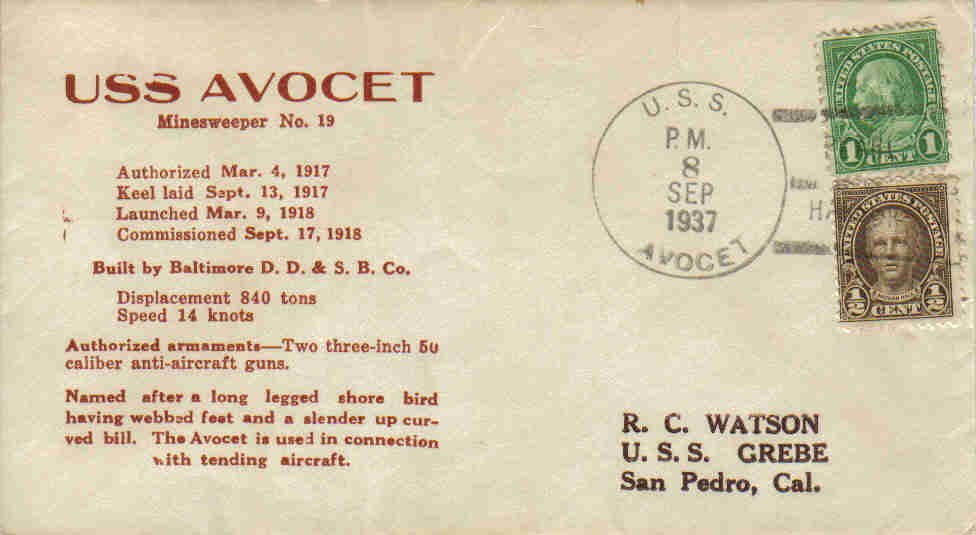 USS AVOCET
Minesweeper No. 19
Authorized Mar. 4, 1917
Keel laid Sept. 13, 1917
Launched Mar. 9, 1918
Commissioned Sept. 17, 1918
Built by Baltimore D. D. & S. B. Co.
Displacement 840 tons
Speed 14 knots
Authorized armaments—Two three-inch 50
caliber anti-aircraft guns.
Named after a long legged shore bird
having webbed feet and a slender up cur-
ved bill. The Avocet is used in connection
with tending aircraft.
U. S. S.
P.M.
8
SEP
1937
AVOCET
UNITED STATES POSTAGE
1 CENT 1
UNITED STATES POSTAGE
NATHAN HALE
1/2 CENT 1/2
R. C. WATSON
U. S. S. GREBE
San Pedro, Cal.